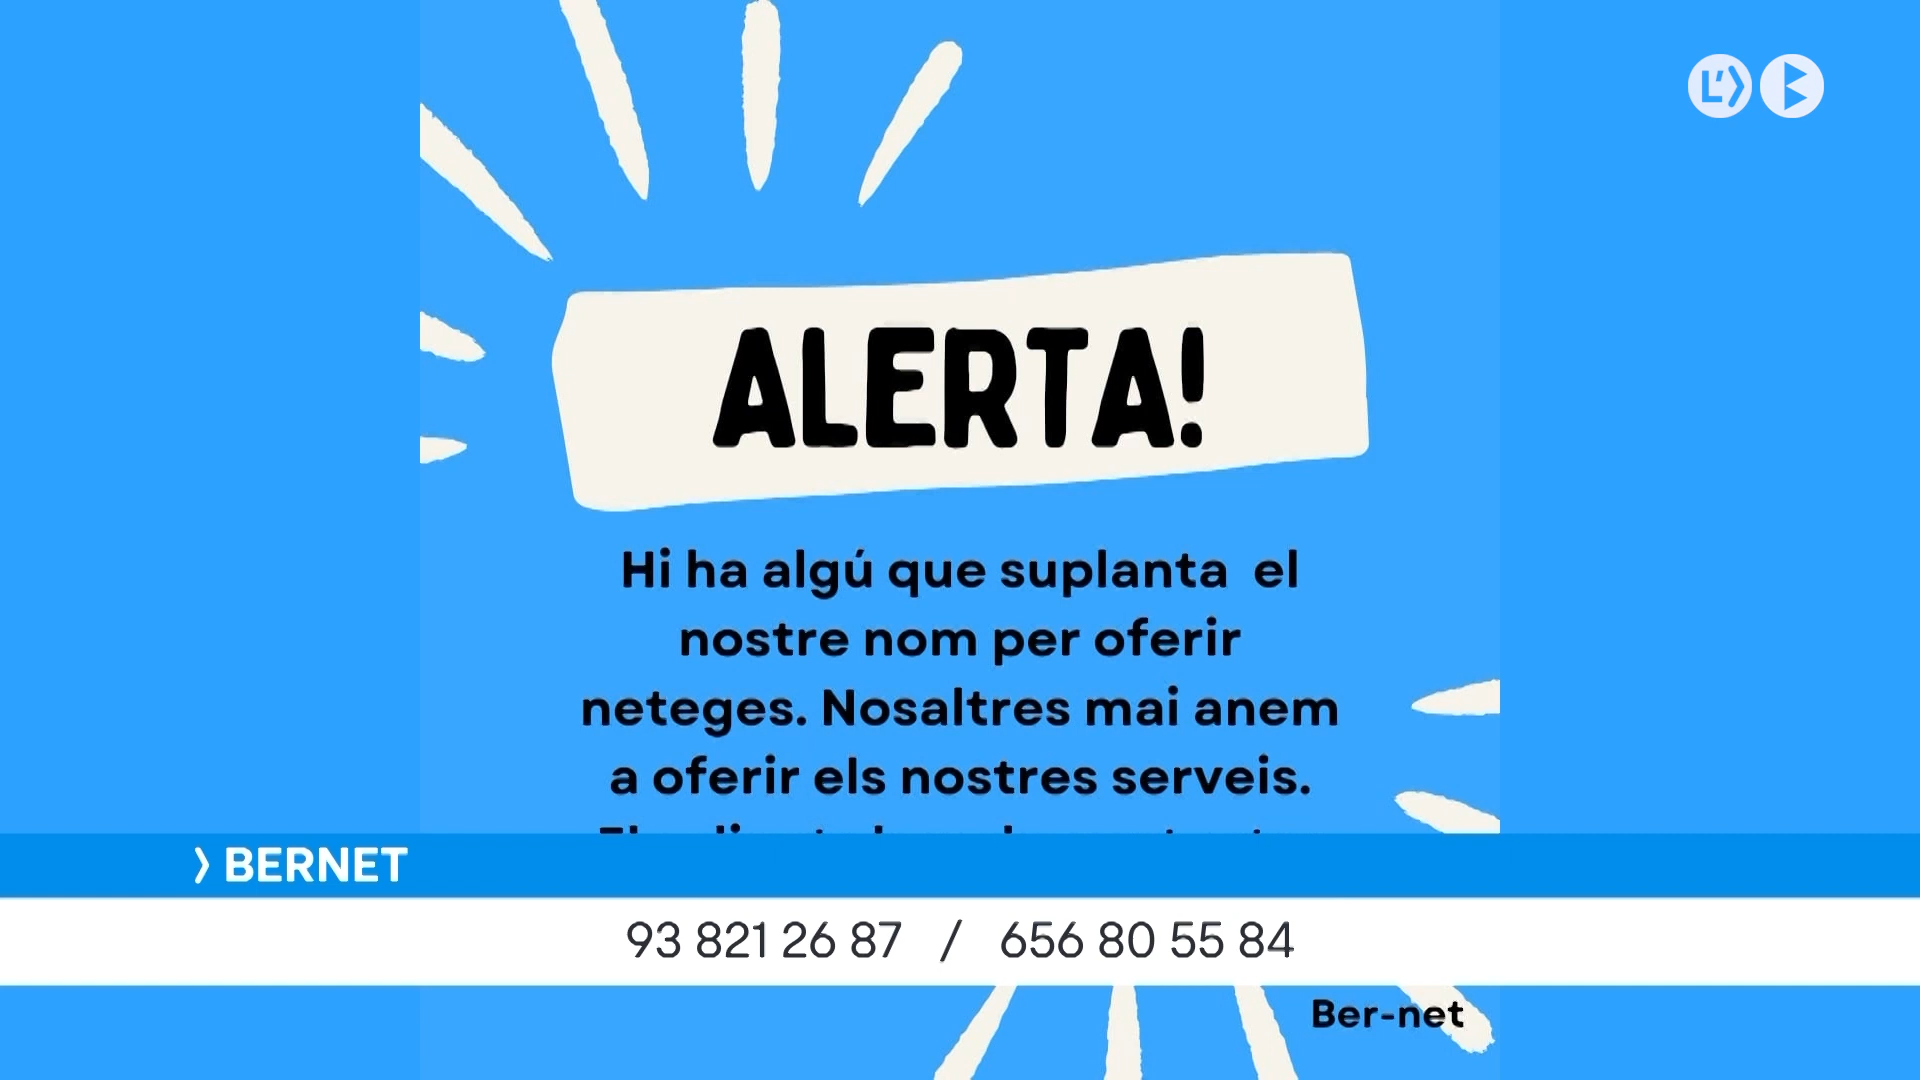 ALERTA!
Hi ha algú que suplanta el
nostre nom per oferir
neteges. Nosaltres mai anem
a oferir els nostres serveis.
BERNET
93 821 26 87 / 656 80 55 84
Ber-net